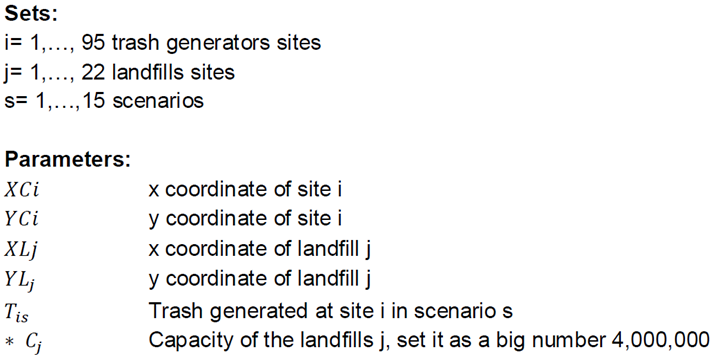 Sets:
i= 1,…, 95 trash generators sites
j= 1,…, 22 landfills sites
s= 1,…,15 scenarios
Parameters:
XCi x coordinate of site i
YCi y coordinate of site i
XLj x coordinate of landfill j
YL_j y coordinate of landfill j
T_is Trash generated at site i in scenario s
* C_j Capacity of the landfills j, set it as a big number 4,000,000